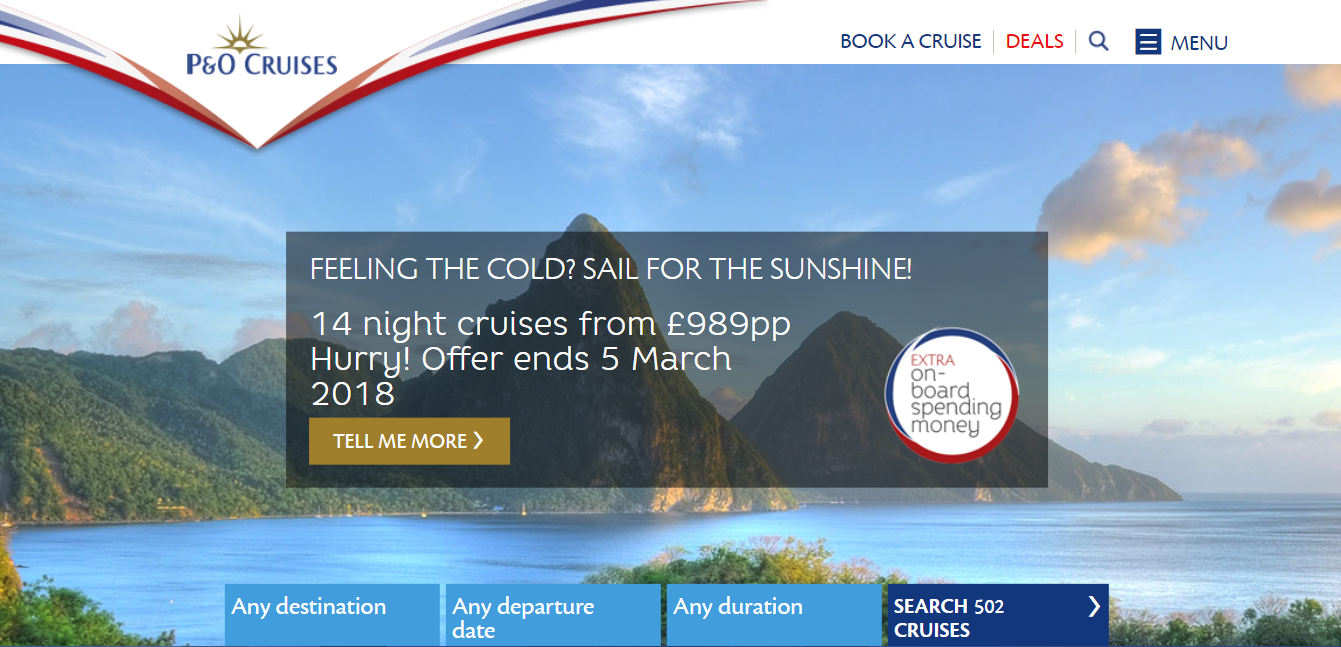 P&O CRUISES
BOOK A CRUISE
DEALS
MENU
FEELING THE COLD? SAIL FOR THE SUNSHINE!
14 night cruises from £989pp
Hurry! Offer ends 5 March
2018
TELL ME MORE
EXTRA
on-
board
spending
money
Any destination
Any departure
date
Any duration
SEARCH 502
CRUISES